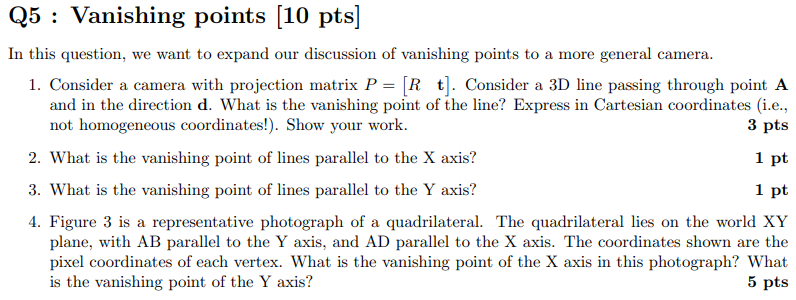 Q5 : Vanishing points [10 pts]
In this question, we want to expand our discussion of vanishing points to a more general camera.
1. Consider a camera with projection matrix P = [R t]. Consider a 3D line passing through point A
and in the direction d. What is the vanishing point of the line? Express in Cartesian coordinates (i.e.,
not homogeneous coordinates!). Show your work. 3 pts
2. What is the vanishing point of lines parallel to the X axis? 1 pt
3. What is the vanishing point of lines parallel to the Y axis? 1 pt
4. Figure 3 is a representative photograph of a quadrilateral. The quadrilateral lies on the world XY
plane, with AB parallel to the Y axis, and AD parallel to the X axis. The coordinates shown are the
pixel coordinates of each vertex. What is the vanishing point of the X axis in this photograph? What
is the vanishing point of the Y axis? 5 pts